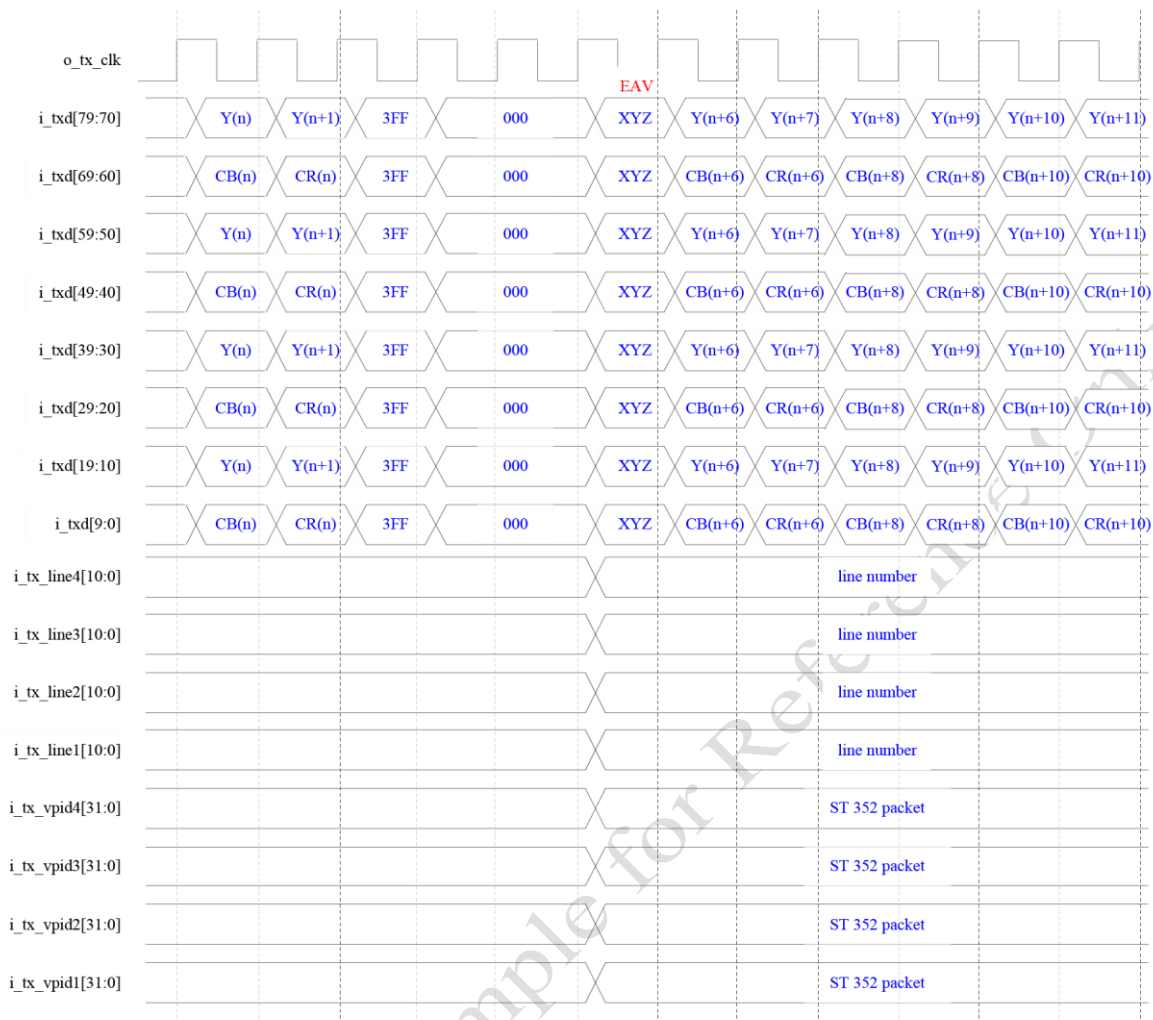 o_tx_clk
EAV
i_txd[79:70] Y(n) Y(n+1) 3FF 000 XYZ Y(n+6) Y(n+7) Y(n+8) Y(n+9) Y(n+10) Y(n+11)
i_txd[69:60] CB(n) CR(n) 3FF 000 XYZ CB(n+6) CR(n+6) CB(n+8) CR(n+8) CB(n+10) CR(n+10)
i_txd[59:50] Y(n) Y(n+1) 3FF 000 XYZ Y(n+6) Y(n+7) Y(n+8) Y(n+9) Y(n+10) Y(n+11)
i_txd[49:40] CB(n) CR(n) 3FF 000 XYZ CB(n+6) CR(n+6) CB(n+8) CR(n+8) CB(n+10) CR(n+10)
i_txd[39:30] Y(n) Y(n+1) 3FF 000 XYZ Y(n+6) Y(n+7) Y(n+8) Y(n+9) Y(n+10) Y(n+11)
i_txd[29:20] CB(n) CR(n) 3FF 000 XYZ CB(n+6) CR(n+6) CB(n+8) CR(n+8) CB(n+10) CR(n+10)
i_txd[19:10] Y(n) Y(n+1) 3FF 000 XYZ Y(n+6) Y(n+7) Y(n+8) Y(n+9) Y(n+10) Y(n+11)
i_txd[9:0] CB(n) CR(n) 3FF 000 XYZ CB(n+6) CR(n+6) CB(n+8) CR(n+8) CB(n+10) CR(n+10)
i_tx_line4[10:0] line number
i_tx_line3[10:0] line number
i_tx_line2[10:0] line number
i_tx_line1[10:0] line number
i_tx_vpid4[31:0] ST 352 packet
i_tx_vpid3[31:0] ST 352 packet
i_tx_vpid2[31:0] ST 352 packet
i_tx_vpid1[31:0] ST 352 packet
for Reference